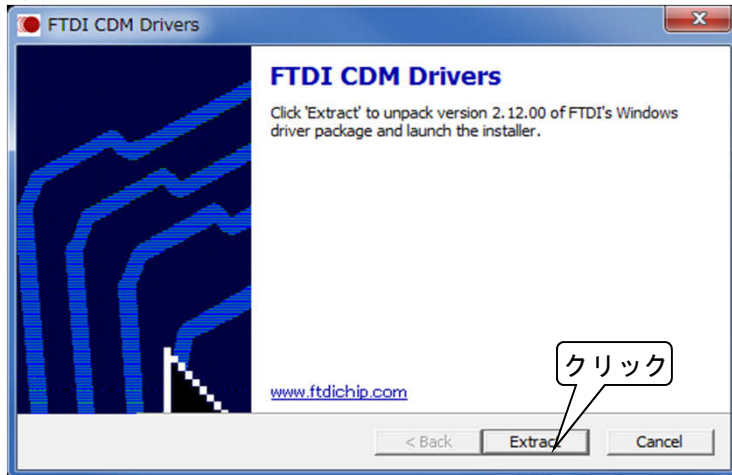 FTDI CDM Drivers
FTDI CDM Drivers
Click 'Extract' to unpack version 2.12.00 of FTDI's Windows
driver package and launch the installer.
クリック
www.ftdichip.com
< Back
Extract
Cancel